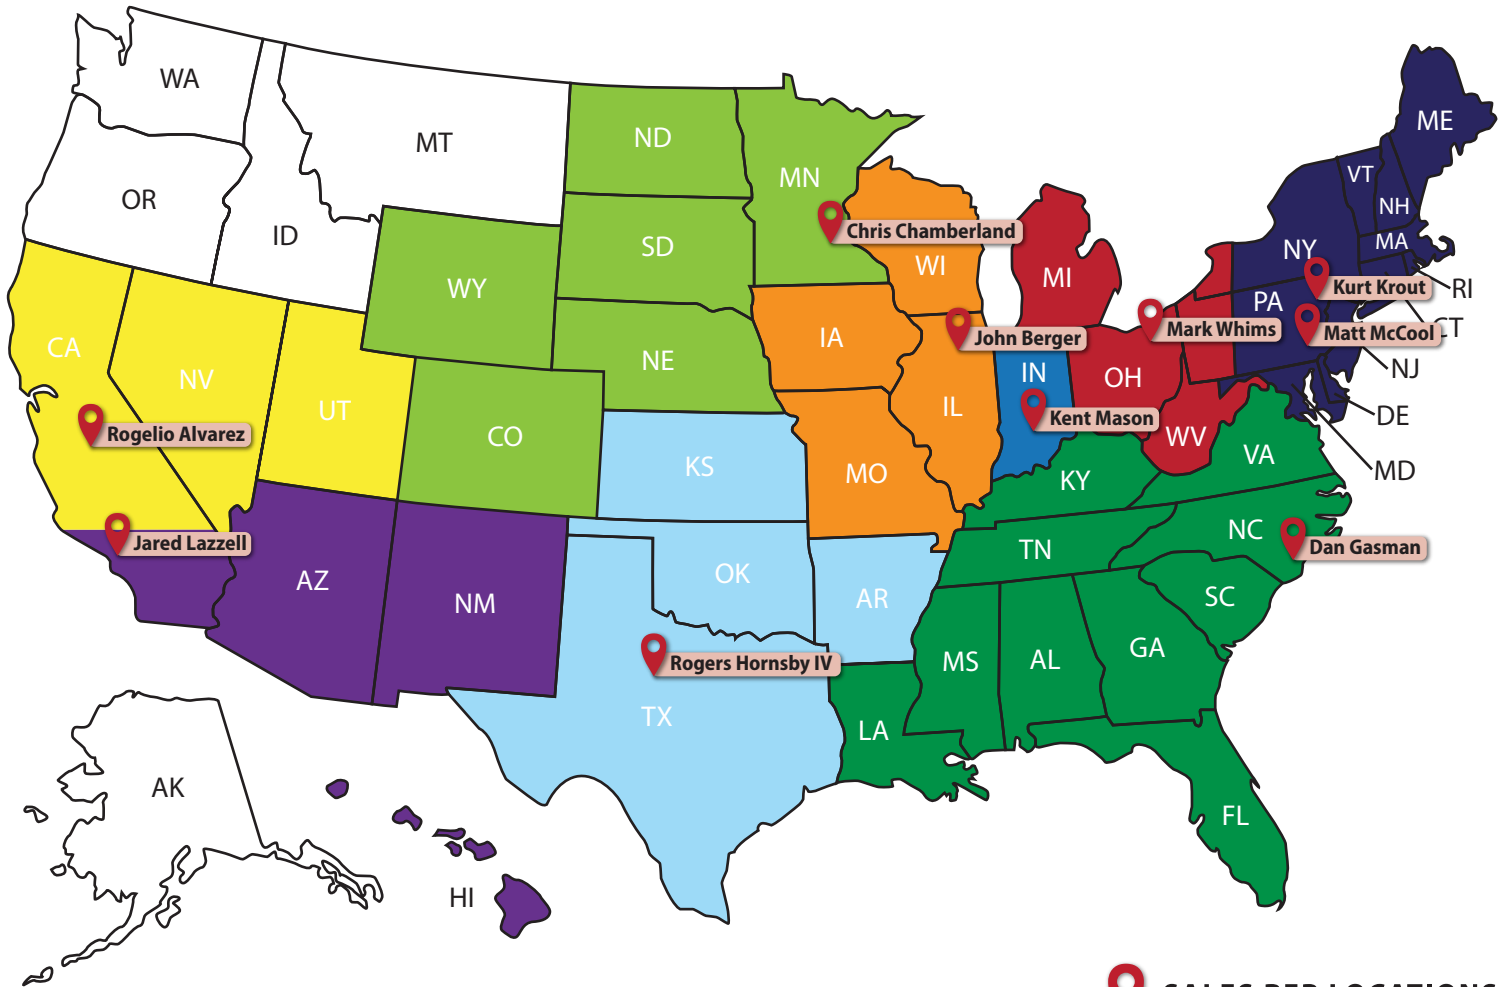 WA
MT
ND
MN
ME
VT
NH
OR
ID
SD
WI
MI
NY
MA
RI
Chris Chamberland
WY
PA
Kurt Krout
CT
CA
NV
UT
NE
IA
John Berger
Mark Whims
Matt McCool
NJ
IN
OH
DE
IL
Kent Mason
Rogelio Alvarez
CO
KS
MO
KY
WV
VA
MD
Jared Lazzell
AZ
NM
OK
AR
TN
NC
Dan Gasman
SC
Rogers Hornsby IV
MS
AL
GA
TX
LA
AK
FL
HI
SALES REP LOCATIONS